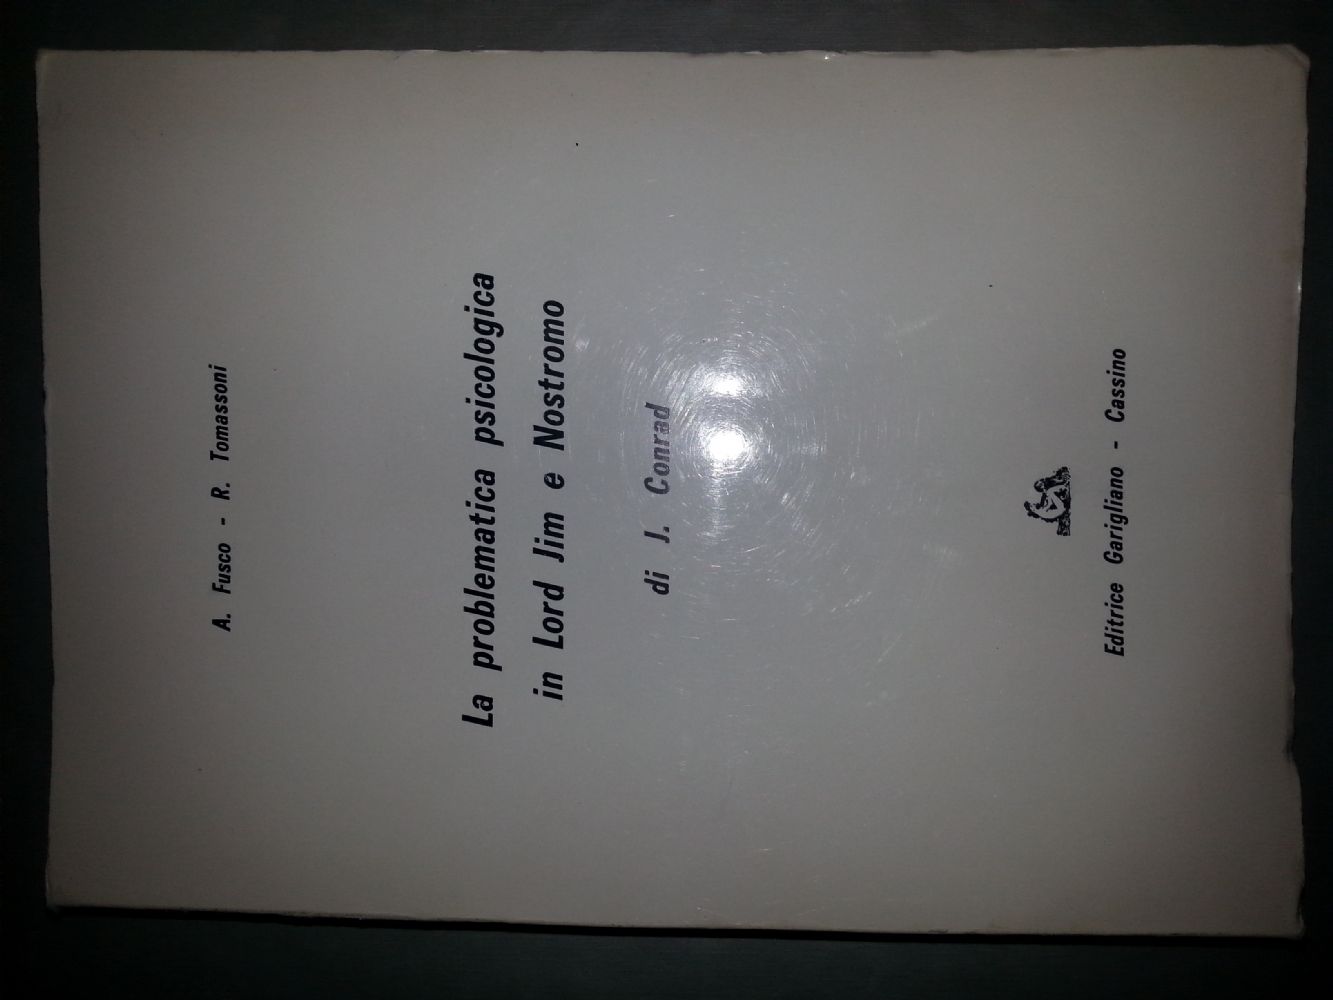 A. Fusco - R. Tomassoni
La problematica psicologica
in Lord Jim e Nostromo
di J. Conrad
Editrice Garigliano - Cassino